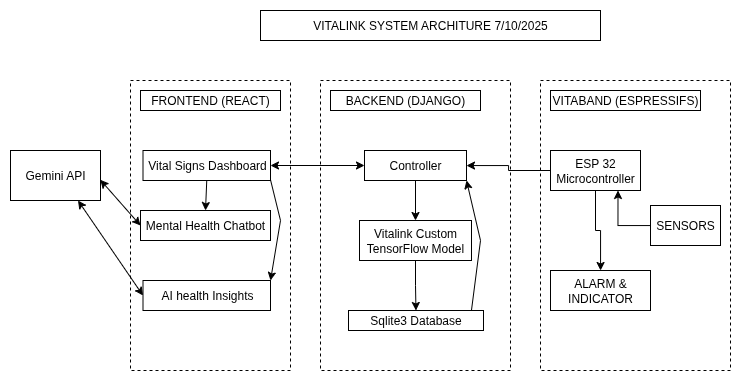 VITALINK SYSTEM ARCHITURE 7/10/2025
FRONTEND (REACT)
BACKEND (DJANGO)
VITABAND (ESPRESSIFS)
Gemini API
Vital Signs Dashboard
Mental Health Chatbot
AI health Insights
Controller
Vitalink Custom
TensorFlow Model
Sqlite3 Database
ESP 32
Microcontroller
SENSORS
ALARM &
INDICATOR